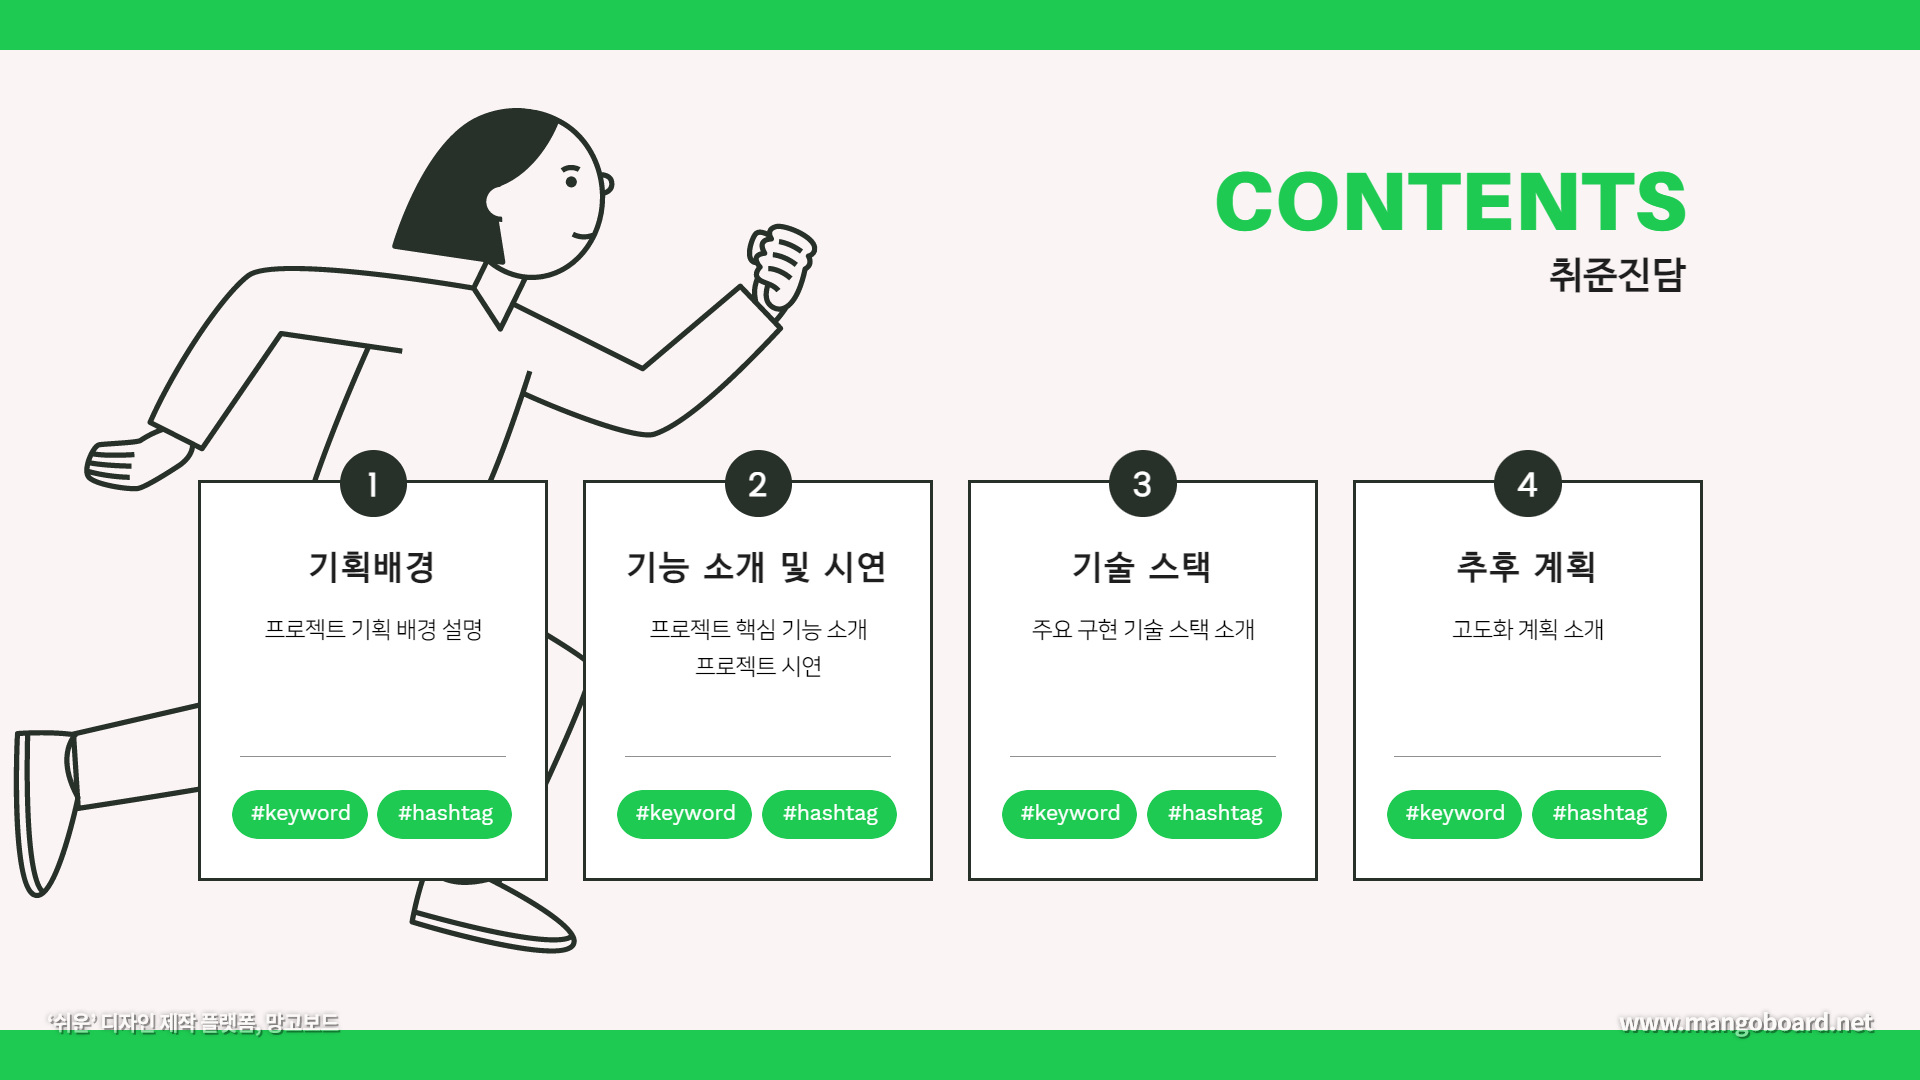 CONTENTS
취준진담
1
기획배경
프로젝트 기획 배경 설명
#keyword #hashtag
2
기능 소개 및 시연
프로젝트 핵심 기능 소개
프로젝트 시연
#keyword #hashtag
3
기술 스택
주요 구현 기술 스택 소개
#keyword #hashtag
4
추후 계획
고도화 계획 소개
#keyword #hashtag
‘쉬운’ 디자인 제작 플랫폼, 망고보드
www.mangoboard.net